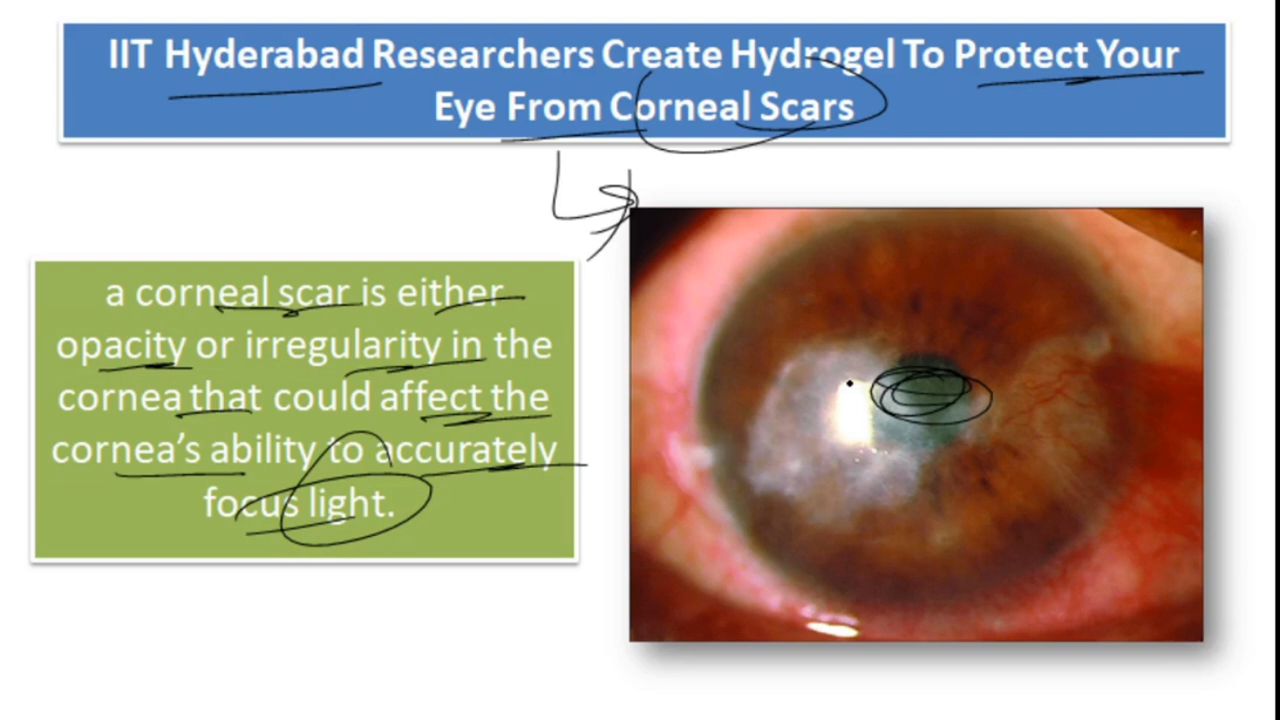 IIT Hyderabad Researchers Create Hydrogel To Protect Your
Eye From Corneal Scars
a corneal scar is either
opacity or irregularity in the
cornea that could affect the
cornea’s ability to accurately
focus light.